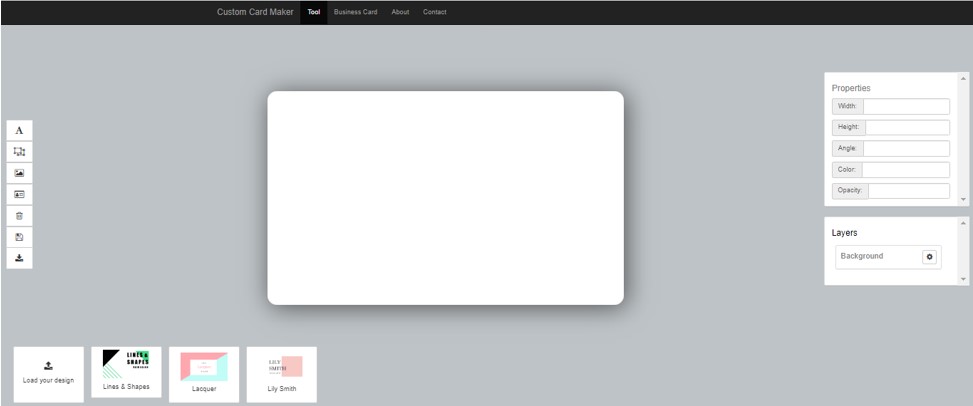 Custom Card Maker Tool Business Card About Contact
Properties
Width:
Height:
Angle:
Color:
Opacity:
Layers
Background
A
Load your design
LINES &
SHAPES
Lines & Shapes
Lacquer
LILY
SMITH
Lily Smith